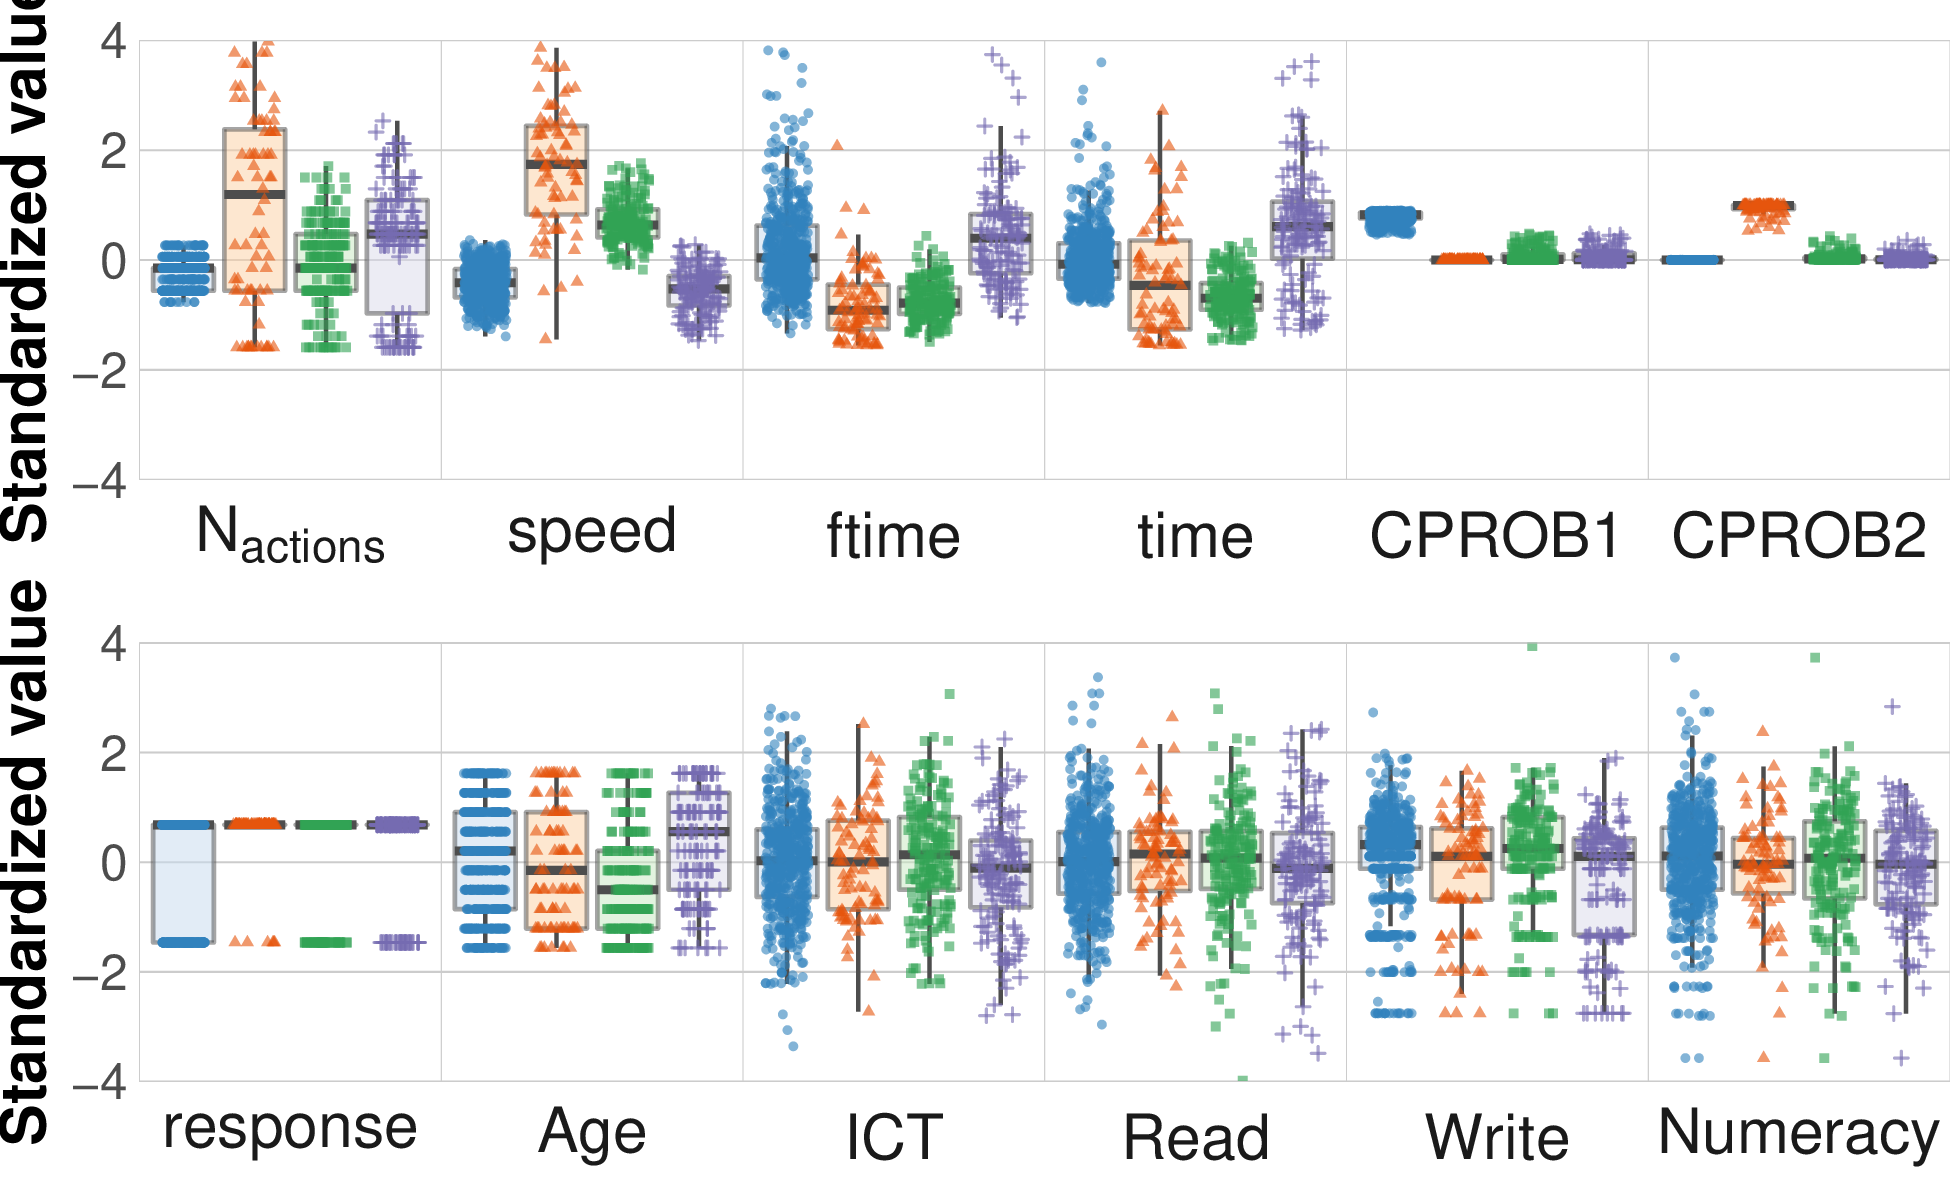 Standardized value
4
2
0
−2
−4
N_actions speed ftime time CPROB1 CPROB2
Standardized value
4
2
0
−2
−4
response Age ICT Read Write Numeracy